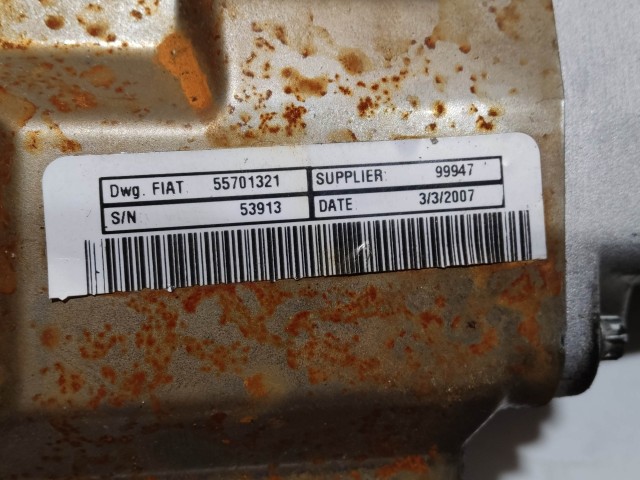 Dwg. FIAT 55701321 SUPPLIER: 99947
S/N 53913 DATE: 3/3/2007